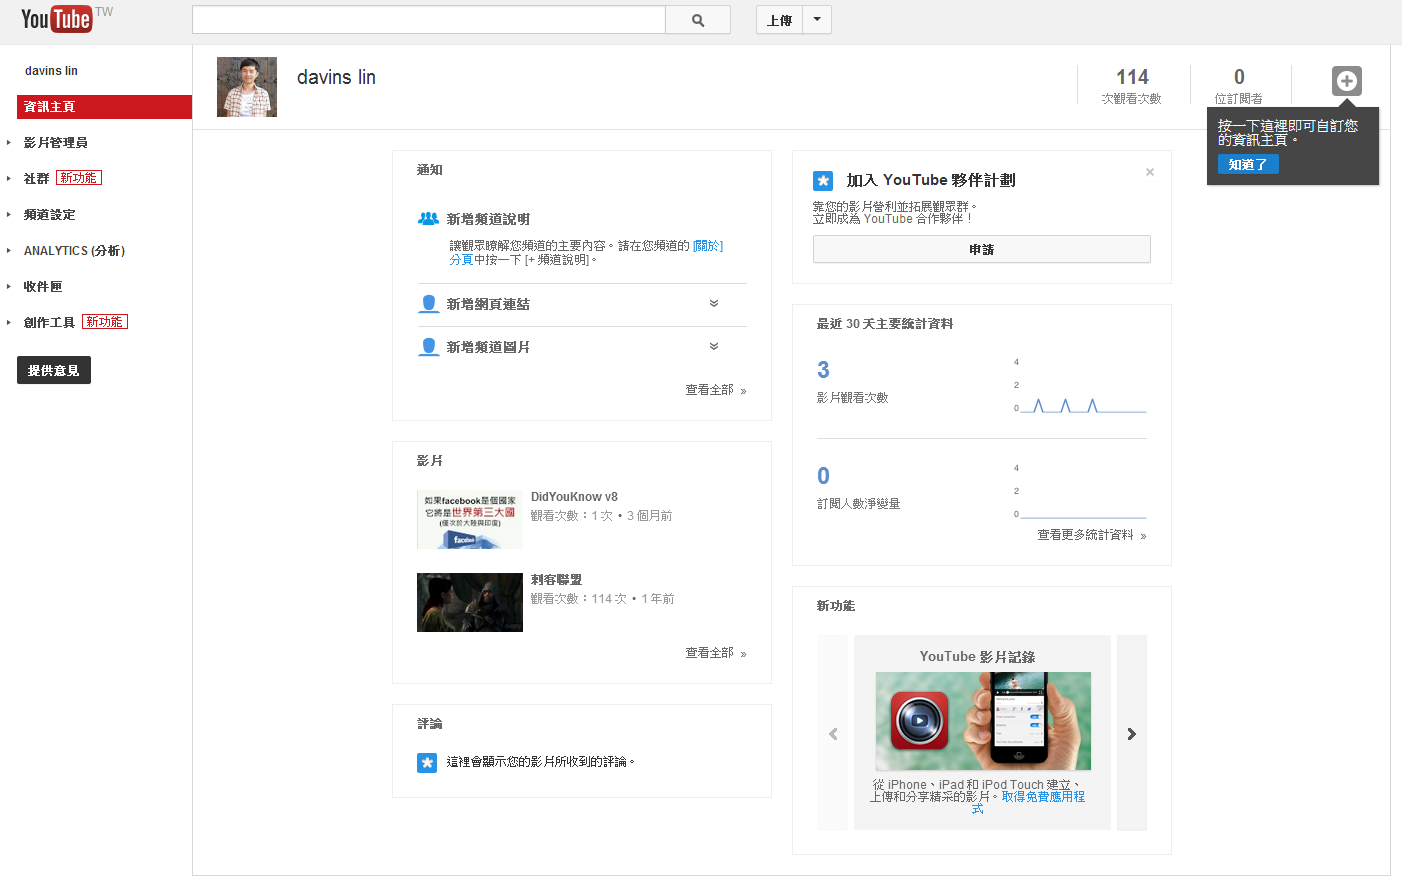 YouTube TW
上傳
davins lin
資訊主頁
影片管理員
社群 新功能
頻道設定
ANALYTICS (分析)
收件匣
創作工具 新功能
提供意見
davins lin
114
次觀看次數
0
位訂閱者
按一下這裡即可自訂您
的資訊主頁。
知道了
通知
新增頻道說明
讓觀眾瞭解您頻道的主要內容。請在您頻道的 [關於]
分頁中按一下 [+ 頻道說明]。
新增網頁連結
新增頻道圖片
查看全部 »
影片
如果facebook是個國家
它將是世界第三大國
(僅次於大陸與印度)
facebook
DidYouKnow v8
觀看次數：1 次 • 3 個月前
刺客聯盟
觀看次數：114 次 • 1 年前
查看全部 »
評論
這裡會顯示您的影片所收到的評論。
加入 YouTube 夥伴計劃
×
靠您的影片營利並拓展觀眾群。
立即成為 YouTube 合作夥伴！
申請
最近 30 天主要統計資料
3
影片觀看次數
4
2
0
0
訂閱人數淨變量
4
2
0
查看更多統計資料 »
新功能
YouTube 影片記錄
從 iPhone、iPad 和 iPod Touch 建立、
上傳和分享精采的影片。取得免費應用程
式